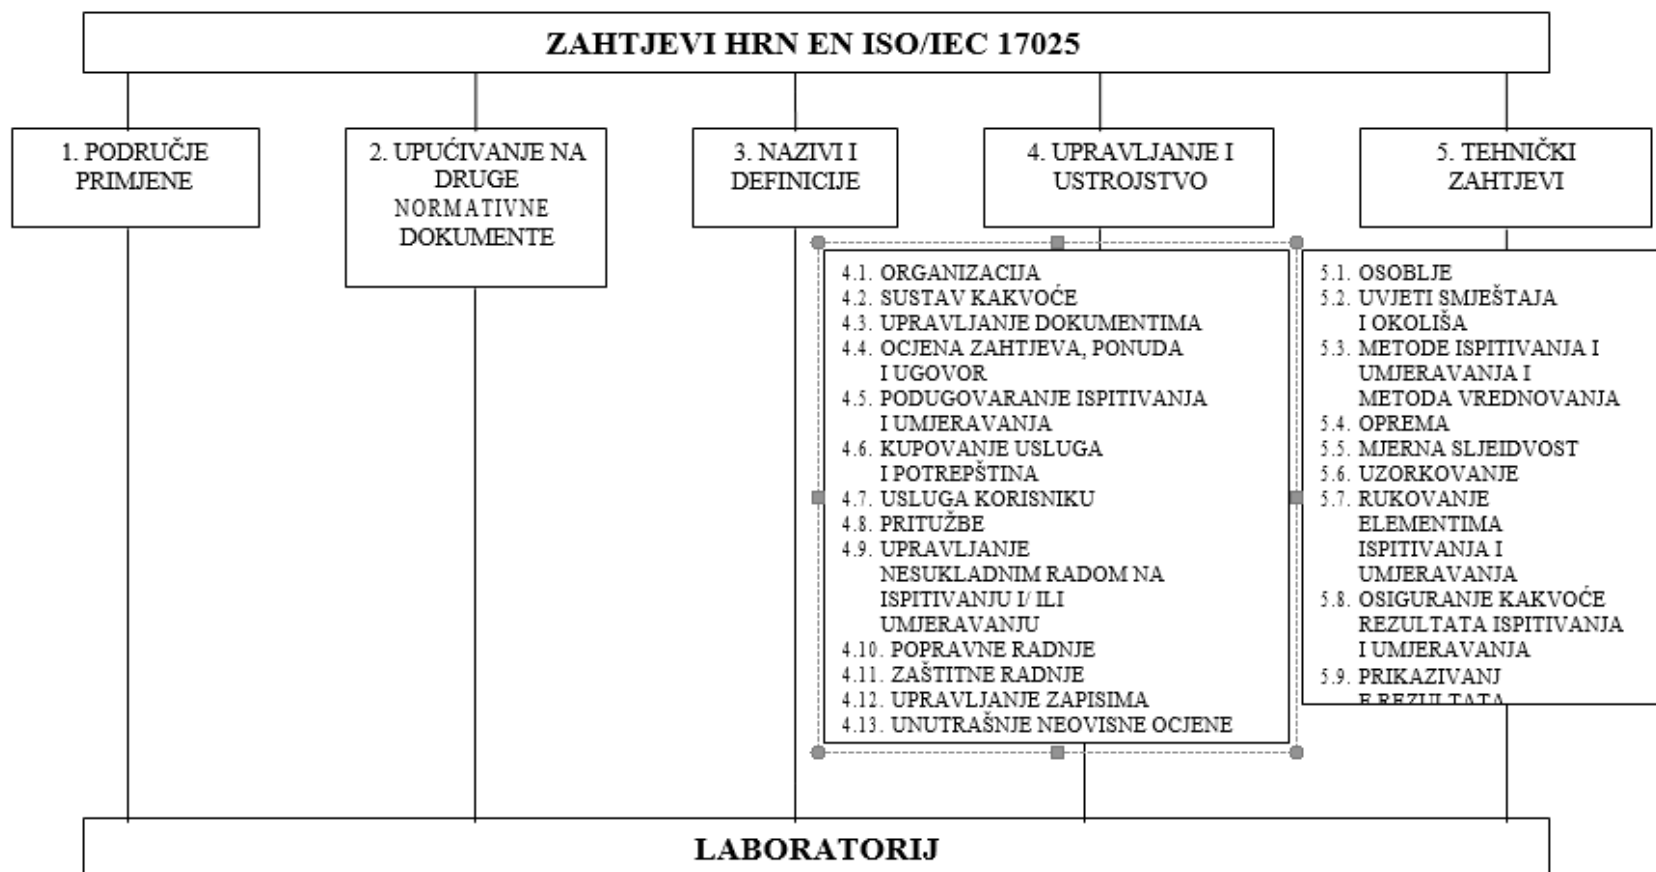 ZAHTJEVI HRN EN ISO/IEC 17025
1. PODRUČJE
PRIMJENE
2. UPUĆIVANJE NA
DRUGE
NORMATIVNE
DOKUMENTE
3. NAZIVI I
DEFINICIJE
4. UPRAVLJANJE I
USTROJSTVO
5. TEHNIČKI
ZAHTJEVI
4.1. ORGANIZACIJA
4.2. SUSTAV KAKVOĆE
4.3. UPRAVLJANJE DOKUMENTIMA
4.4. OCJENA ZAHTJEVA, PONUDA
I UGOVOR
4.5. PODUGOVARANJE ISPITIVANJA
I UMJERAVANJA
4.6. KUPOVANJE USLUGA
I POTREPŠTINA
4.7. USLUGA KORISNIKU
4.8. PRITUŽBE
4.9. UPRAVLJANJE
NESUKLADNIM RADOM NA
ISPITIVANJU I/ ILI
UMJERAVANJU
4.10. POPRAVNE RADNJE
4.11. ZAŠTITNE RADNJE
4.12. UPRAVLJANJE ZAPISIMA
4.13. UNUTRAŠNJE NEOVISNE OCJENE
5.1. OSOBLJE
5.2. UVJETI SMJEŠTAJA
I OKOLIŠA
5.3. METODE ISPITIVANJA I
UMJERAVANJA I
METODA VREDNOVANJA
5.4. OPREMA
5.5. MJERNA SLJEIDVOST
5.6. UZORKOVANJE
5.7. RUKOVANJE
ELEMENTIMA
ISPITIVANJA I
UMJERAVANJA
5.8. OSIGURANJE KAKVOĆE
REZULTATA ISPITIVANJA
I UMJERAVANJA
5.9. PRIKAZIVANJ
E REZULTATA
LABORATORIJ